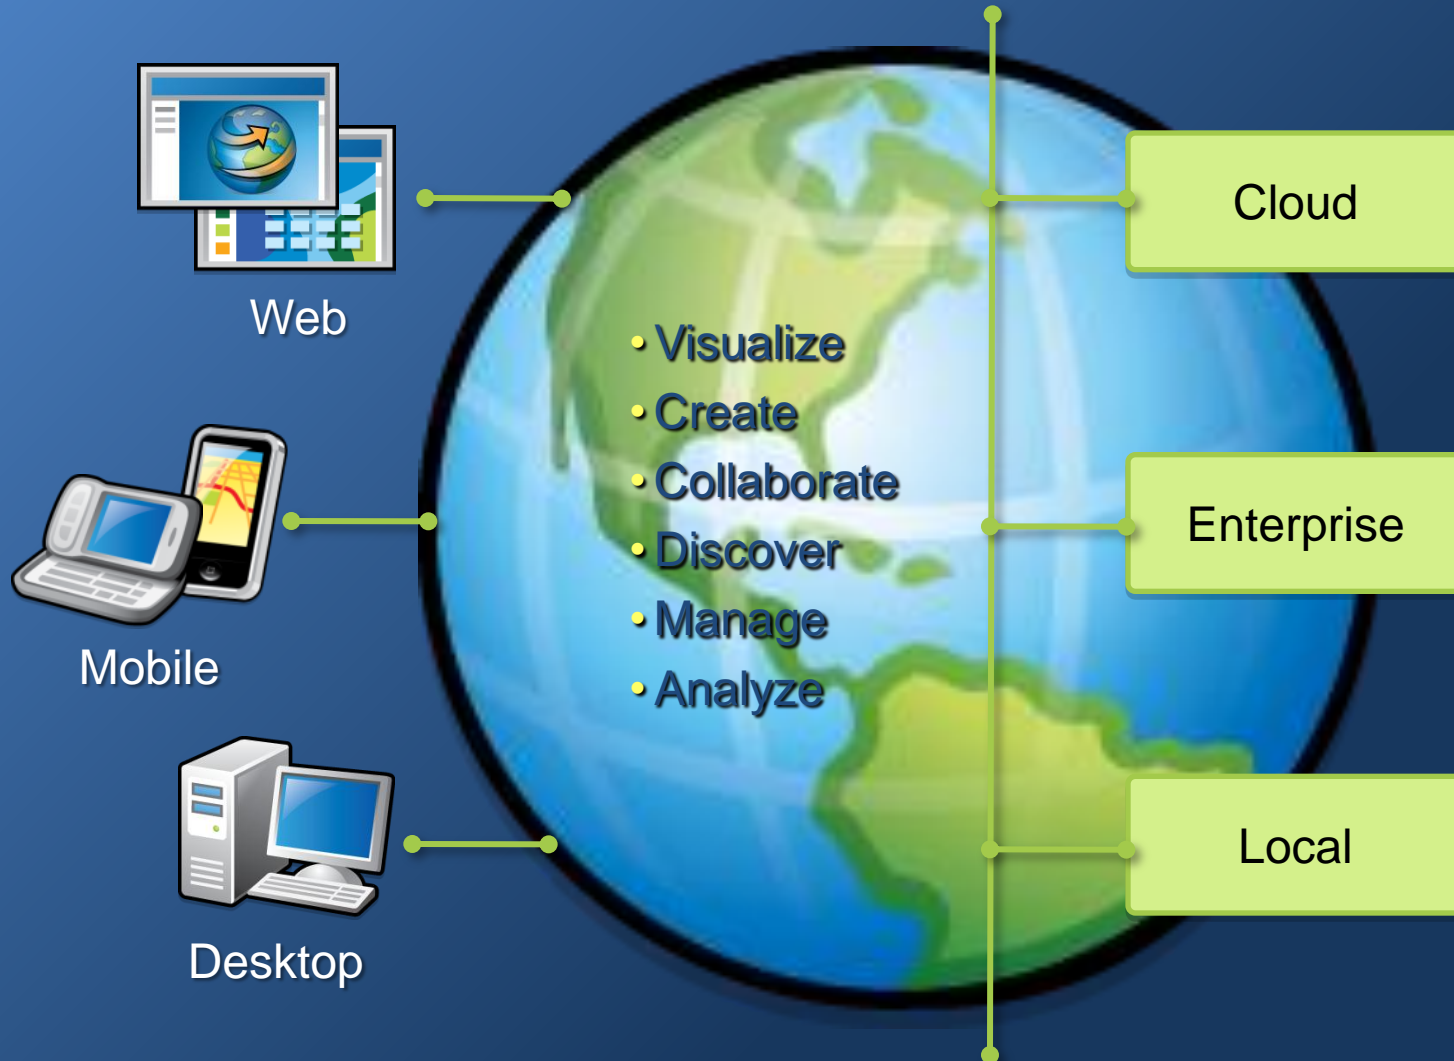 Web
Mobile
Desktop
• Visualize
• Create
• Collaborate
• Discover
• Manage
• Analyze
Cloud
Enterprise
Local